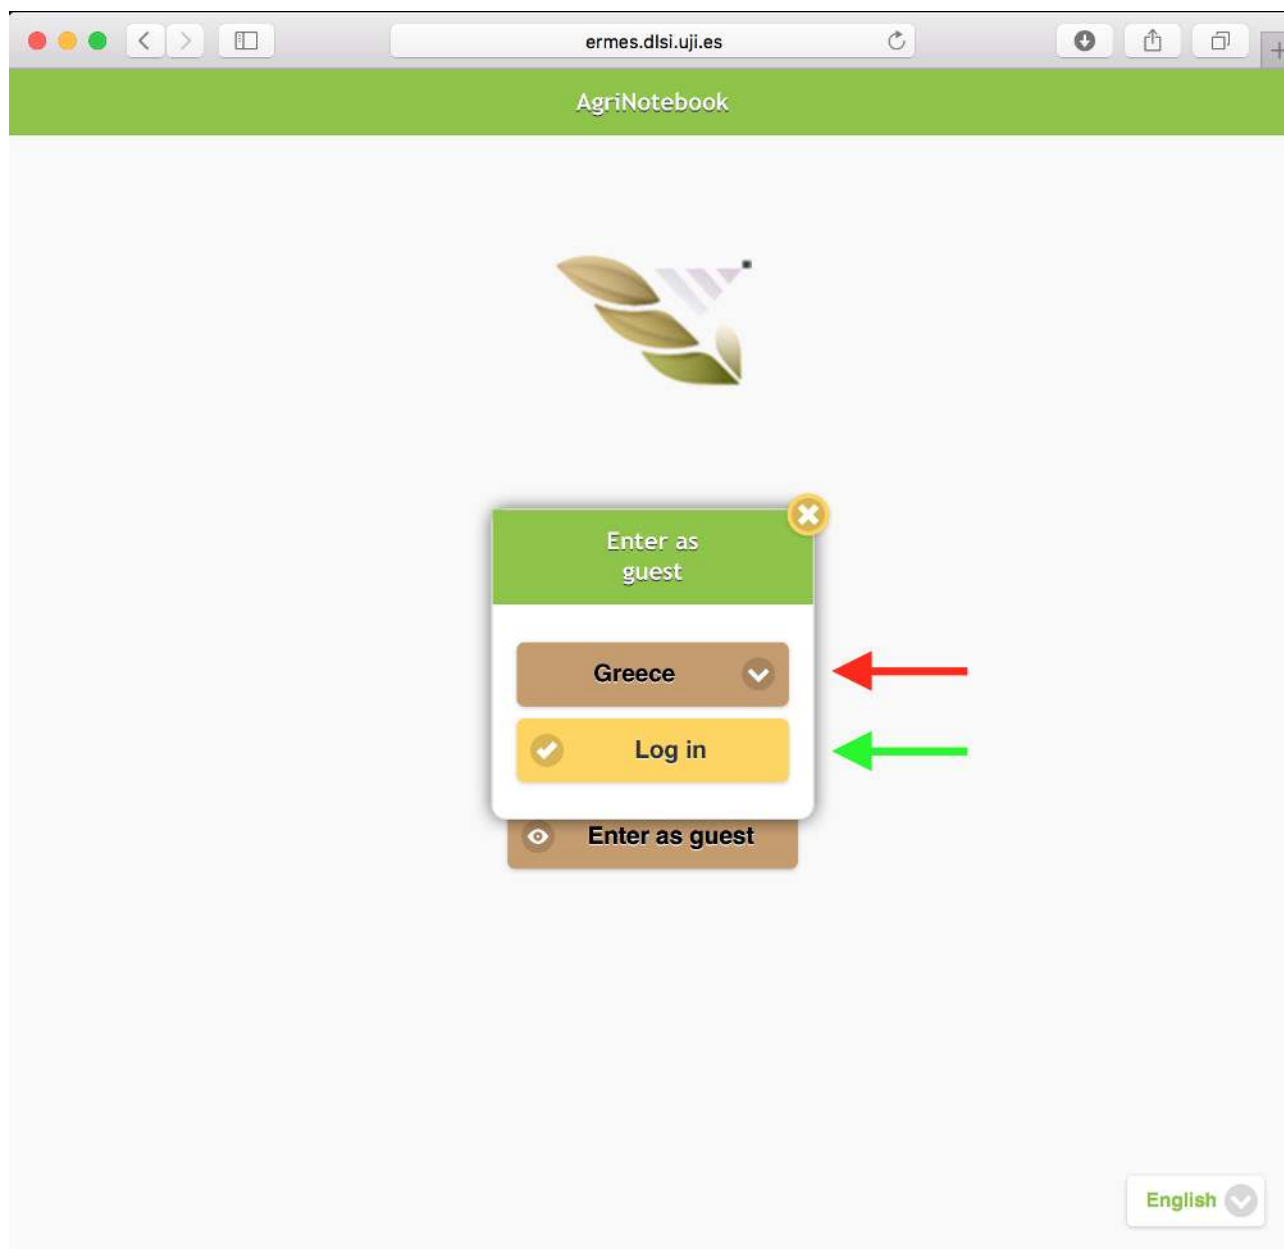 ermes.dlsi.uji.es
AgriNotebook
Enter as
guest
Greece
Log in
Enter as guest
English